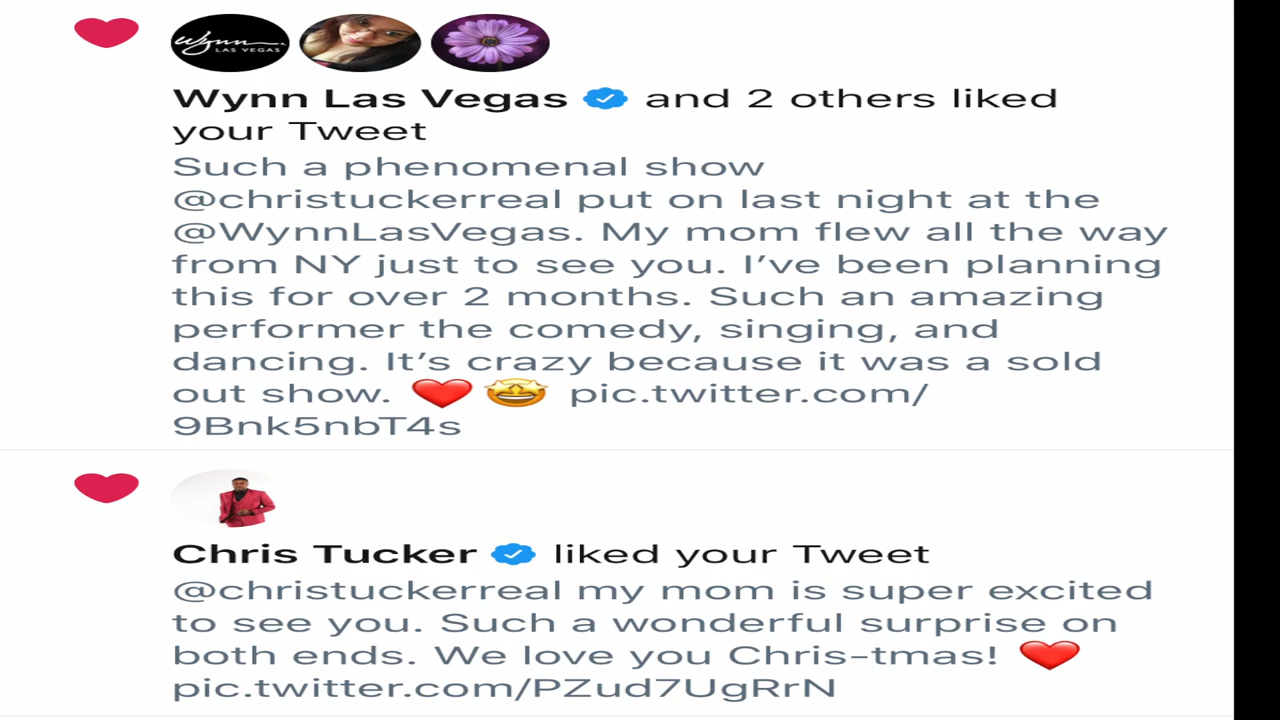 Wynn LAS VEGAS
Wynn Las Vegas and 2 others liked
your Tweet
Such a phenomenal show
@christuckerreal put on last night at the
@WynnLasVegas. My mom flew all the way
from NY just to see you. I’ve been planning
this for over 2 months. Such an amazing
performer the comedy, singing, and
dancing. It’s crazy because it was a sold
out show. ❤️🤩 pic.twitter.com/
9Bnk5nbT4s
Chris Tucker liked your Tweet
@christuckerreal my mom is super excited
to see you. Such a wonderful surprise on
both ends. We love you Chris-tmas! ❤️
pic.twitter.com/PZud7UgRrN